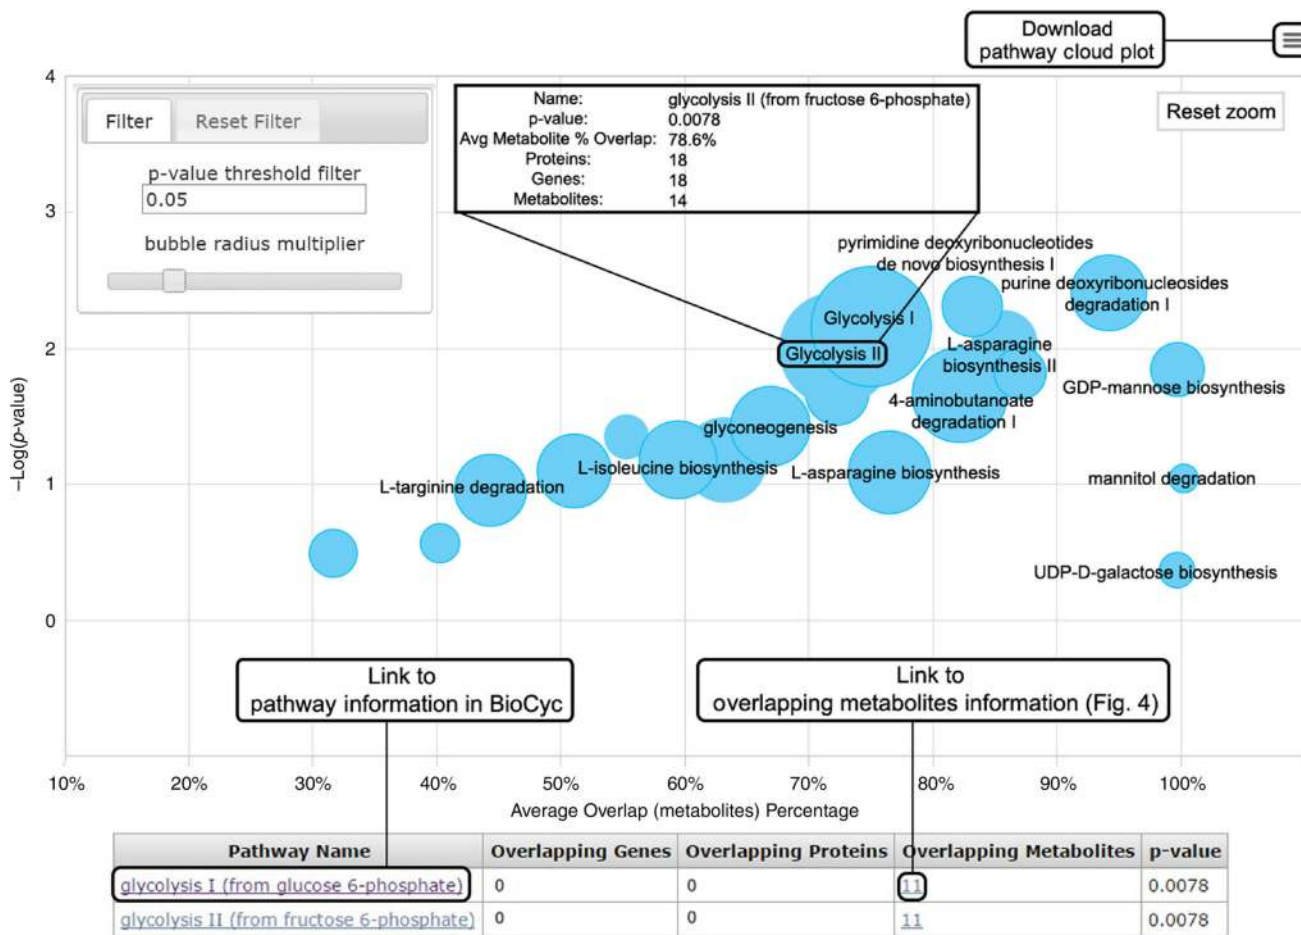 Download
pathway cloud plot
Reset zoom
Filter
Reset Filter
p-value threshold filter
0.05
bubble radius multiplier
Name: glycolysis II (from fructose 6-phosphate)
p-value: 0.0078
Avg Metabolite % Overlap: 78.6%
Proteins: 18
Genes: 18
Metabolites: 14
4
3
2
1
0
–Log(p-value)
pyrimidine deoxyribonucleotides
de novo biosynthesis I
purine deoxyribonucleosides
degradation I
Glycolysis I
Glycolysis II
L-asparagine
biosynthesis II
GDP-mannose biosynthesis
4-aminobutanoate
degradation I
glyconeogenesis
L-isoleucine biosynthesis
L-asparagine biosynthesis
mannitol degradation
L-targinine degradation
UDP-D-galactose biosynthesis
Link to
pathway information in BioCyc
Link to
overlapping metabolites information (Fig. 4)
10% 20% 30% 40% 50% 60% 70% 80% 90% 100%
Average Overlap (metabolites) Percentage
Pathway Name Overlapping Genes Overlapping Proteins Overlapping Metabolites p-value
glycolysis I (from glucose 6-phosphate) 0 0 11 0.0078
glycolysis II (from fructose 6-phosphate) 0 0 11 0.0078